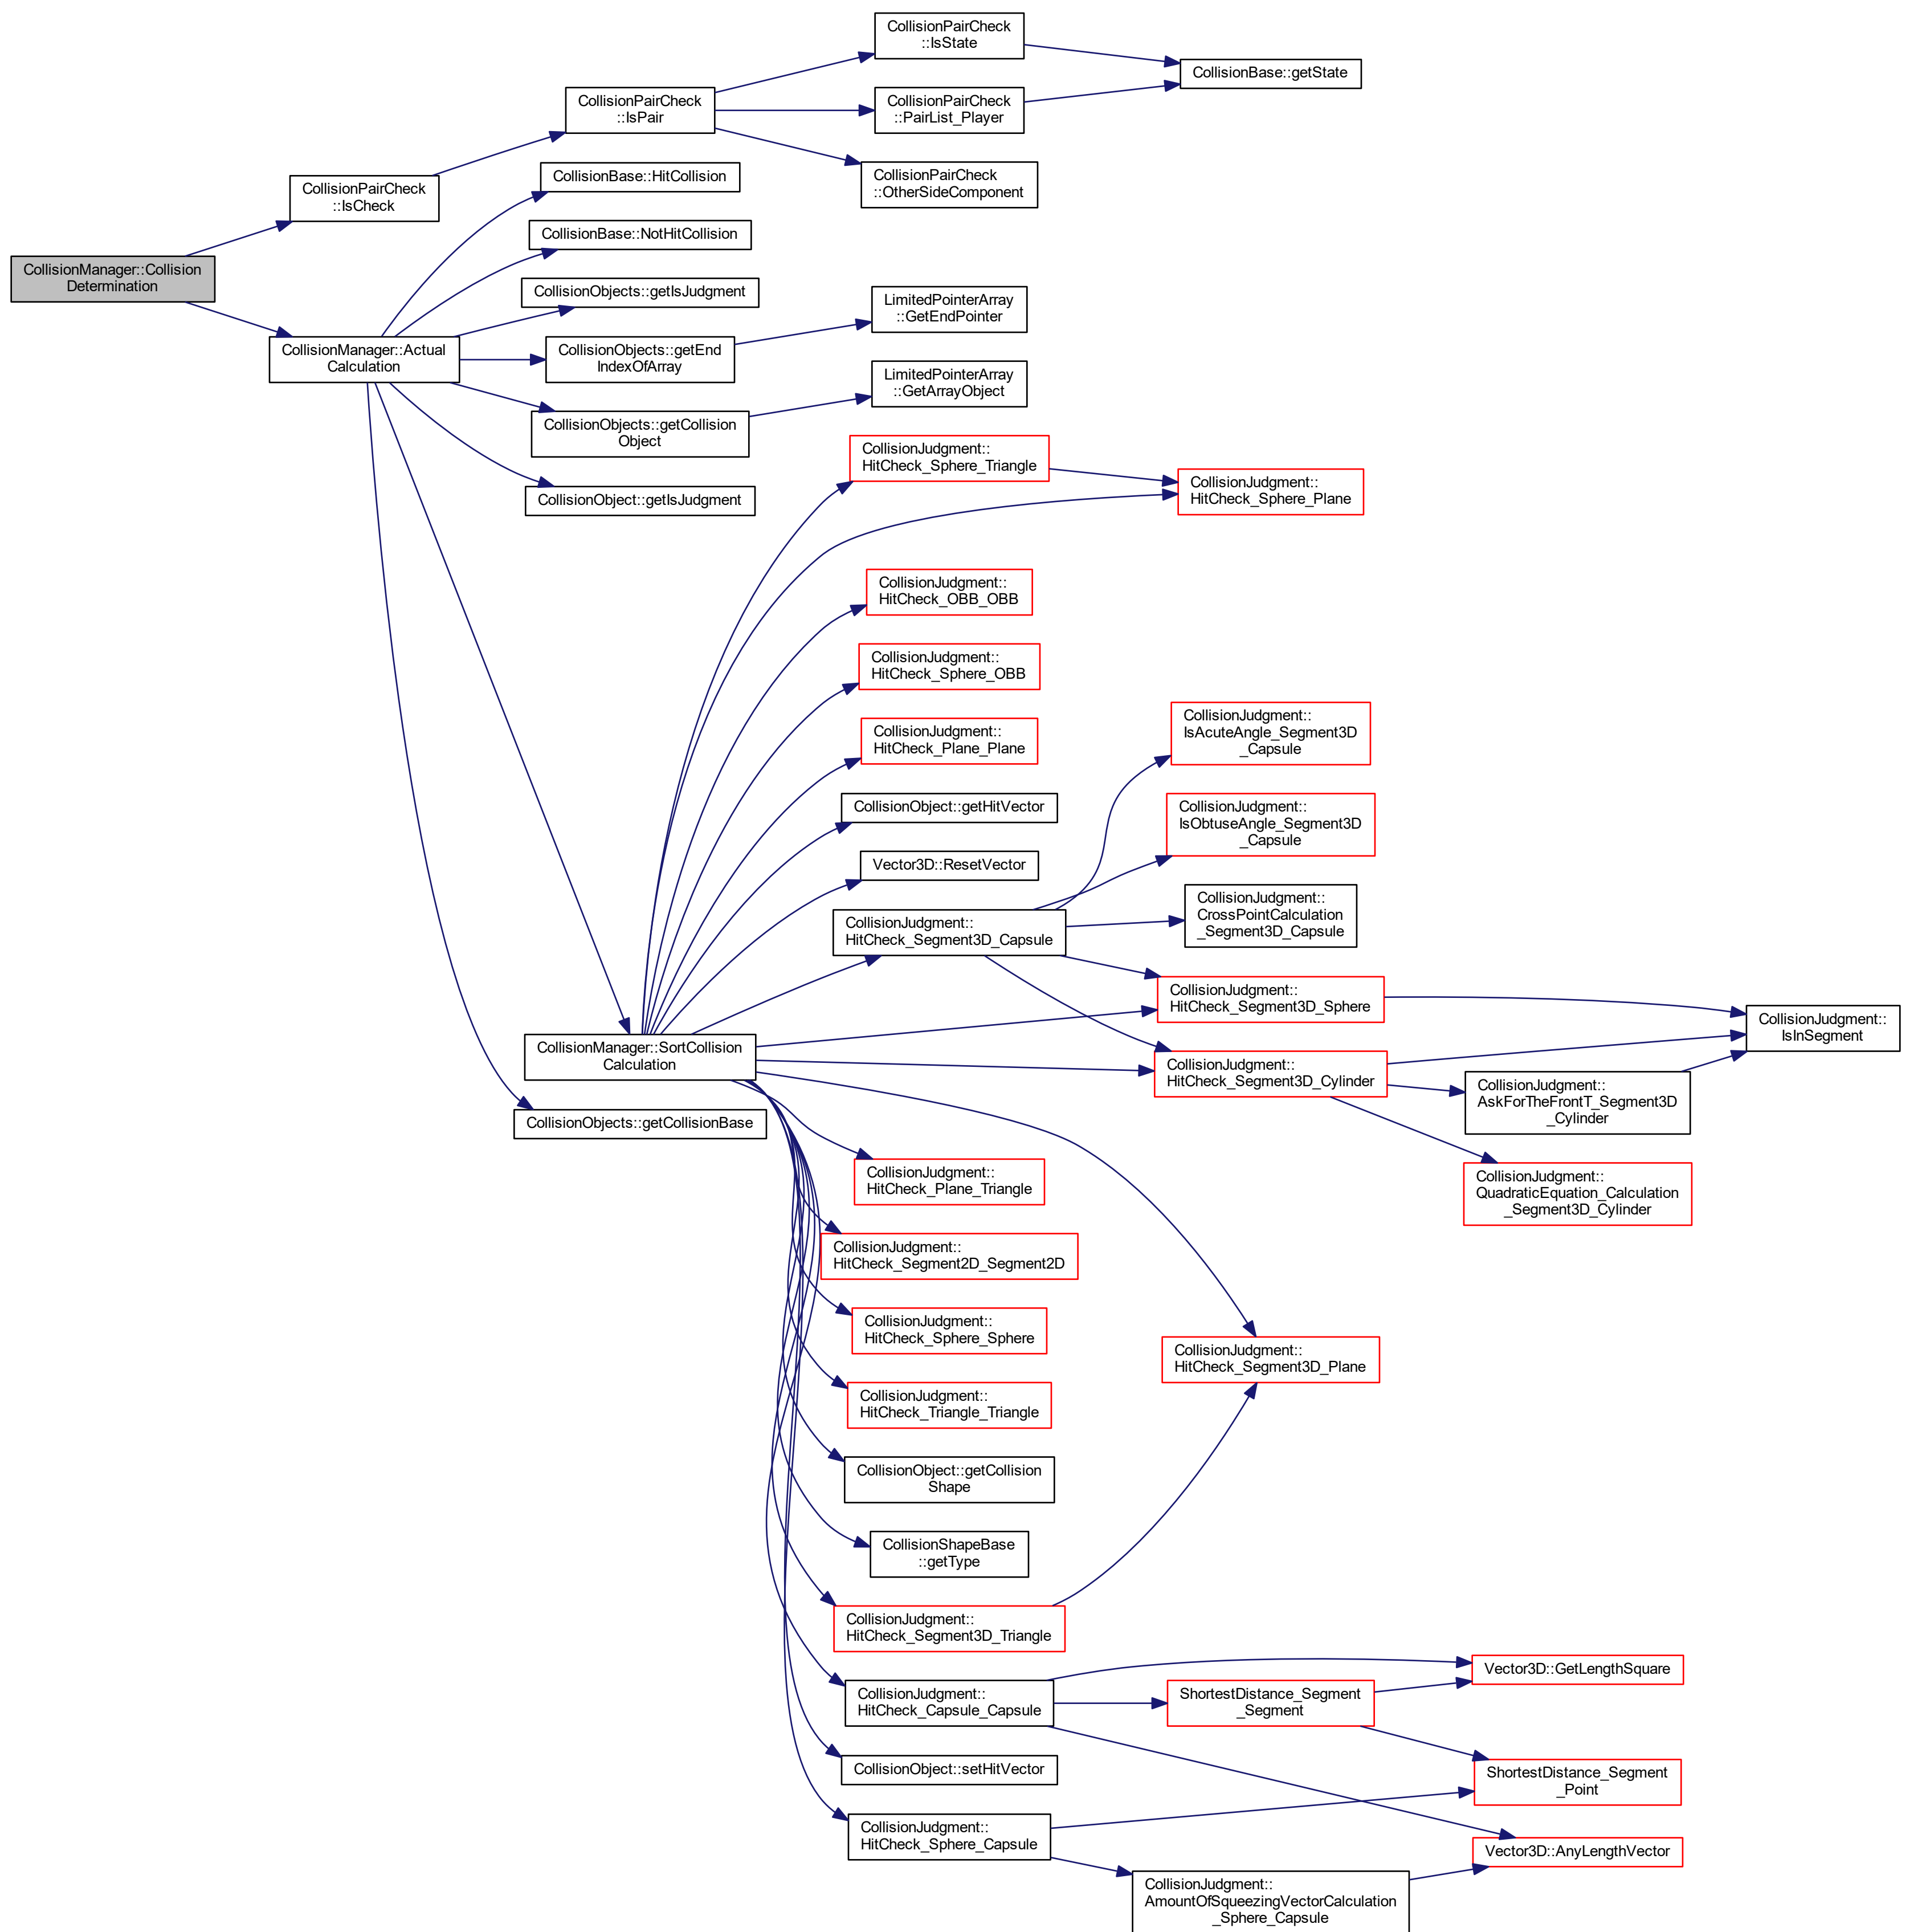 CollisionManager::Collision
Determination
CollisionPairCheck
::IsCheck
CollisionPairCheck
::IsPair
CollisionPairCheck
::IsState
CollisionBase::getState
CollisionPairCheck
::PairList_Player
CollisionPairCheck
::OtherSideComponent
CollisionManager::Actual
Calculation
CollisionBase::HitCollision
CollisionBase::NotHitCollision
CollisionObjects::getIsJudgment
CollisionObjects::getEnd
IndexOfArray
LimitedPointerArray
::GetEndPointer
CollisionObjects::getCollision
Object
LimitedPointerArray
::GetArrayObject
CollisionObject::getIsJudgment
CollisionManager::SortCollision
Calculation
CollisionObjects::getCollisionBase
CollisionJudgment::
HitCheck_Sphere_Triangle
CollisionJudgment::
HitCheck_Sphere_Plane
CollisionJudgment::
HitCheck_OBB_OBB
CollisionJudgment::
HitCheck_Sphere_OBB
CollisionJudgment::
HitCheck_Plane_Plane
CollisionObject::getHitVector
Vector3D::ResetVector
CollisionJudgment::
HitCheck_Segment3D_Capsule
CollisionJudgment::
IsAcuteAngle_Segment3D
_Capsule
CollisionJudgment::
IsObtuseAngle_Segment3D
_Capsule
CollisionJudgment::
CrossPointCalculation
_Segment3D_Capsule
CollisionJudgment::
HitCheck_Segment3D_Sphere
CollisionJudgment::
HitCheck_Segment3D_Cylinder
CollisionJudgment::
IsInSegment
CollisionJudgment::
AskForTheFrontT_Segment3D
_Cylinder
CollisionJudgment::
QuadraticEquation_Calculation
_Segment3D_Cylinder
CollisionJudgment::
HitCheck_Plane_Triangle
CollisionJudgment::
HitCheck_Segment2D_Segment2D
CollisionJudgment::
HitCheck_Sphere_Sphere
CollisionJudgment::
HitCheck_Segment3D_Plane
CollisionJudgment::
HitCheck_Triangle_Triangle
CollisionObject::getCollision
Shape
CollisionShapeBase
::getType
CollisionJudgment::
HitCheck_Segment3D_Triangle
CollisionJudgment::
HitCheck_Capsule_Capsule
Vector3D::GetLengthSquare
ShortestDistance_Segment
_Segment
ShortestDistance_Segment
_Point
CollisionObject::setHitVector
CollisionJudgment::
HitCheck_Sphere_Capsule
Vector3D::AnyLengthVector
CollisionJudgment::
AmountOfSqueezingVectorCalculation
_Sphere_Capsule